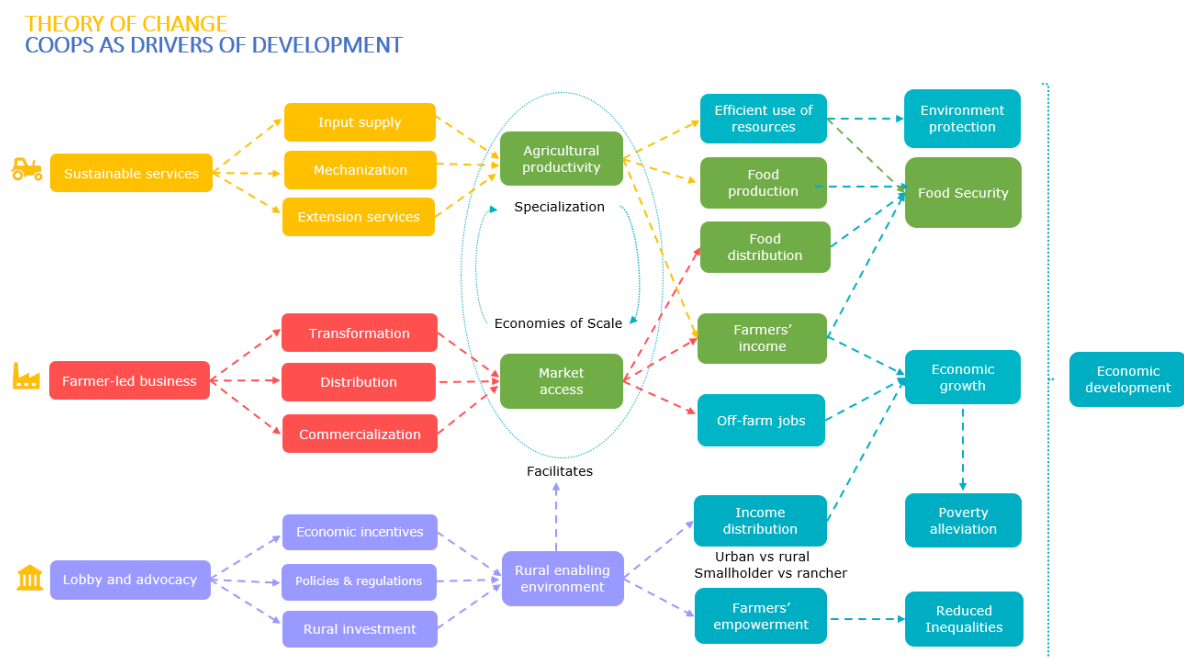 THEORY OF CHANGE
COOPS AS DRIVERS OF DEVELOPMENT
Sustainable services
Input supply
Mechanization
Extension services
Agricultural
productivity
Specialization
Economies of Scale
Farmer-led business
Transformation
Distribution
Commercialization
Market
access
Facilitates
Lobby and advocacy
Economic incentives
Policies & regulations
Rural investment
Rural enabling
environment
Efficient use of
resources
Food
production
Food
distribution
Farmers’
income
Off-farm jobs
Income
distribution
Urban vs rural
Smallholder vs rancher
Farmers’
empowerment
Environment
protection
Food Security
Economic
growth
Poverty
alleviation
Reduced
Inequalities
Economic
development